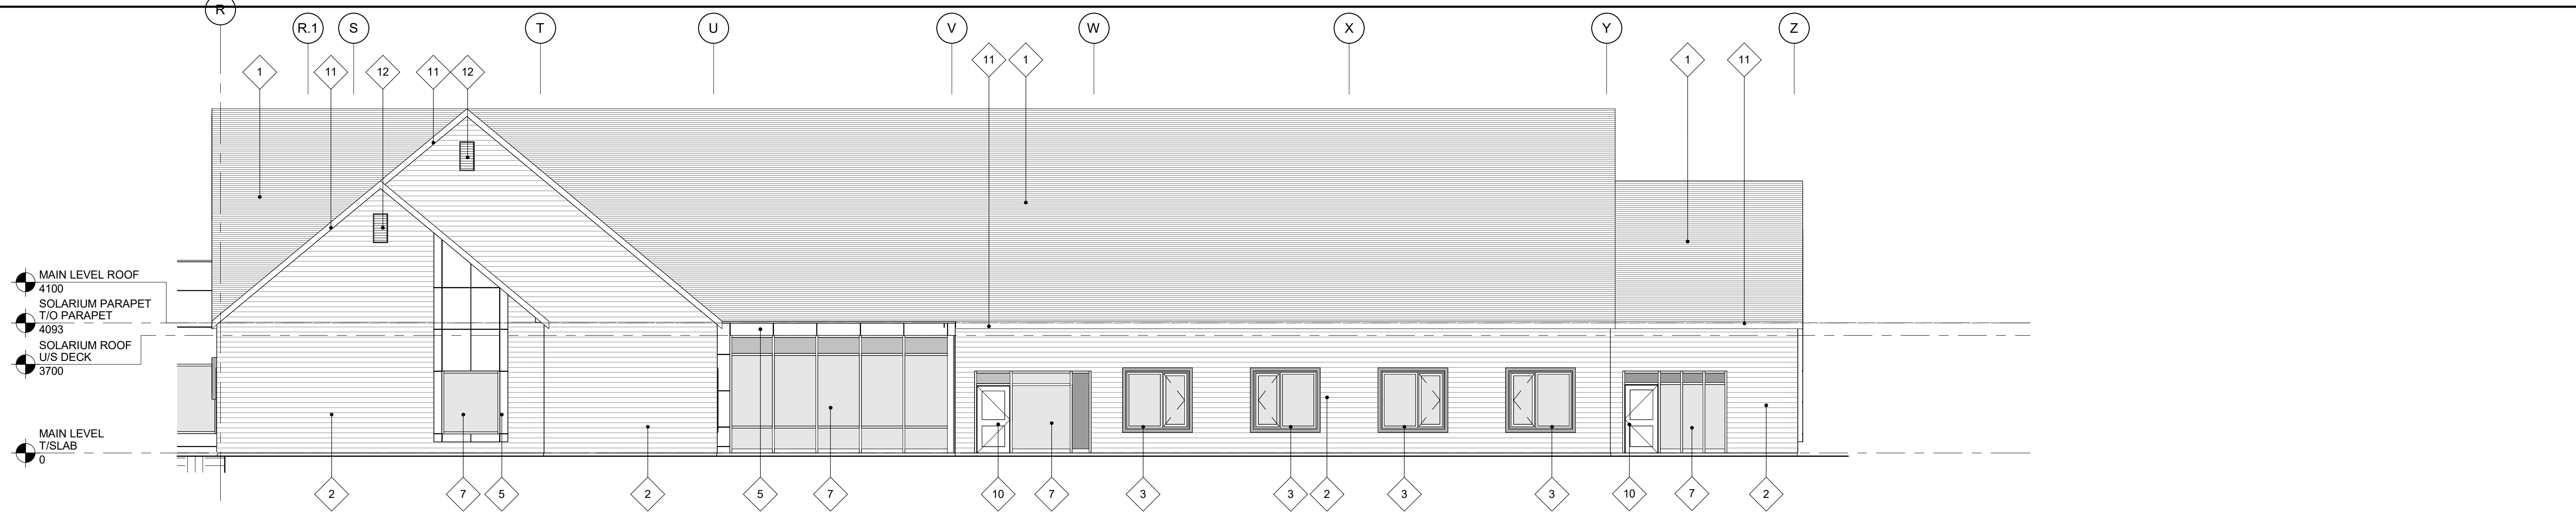 R
R.1
S
T
U
V
W
X
Y
Z
1
11
12
11
12
11
1
1
11
MAIN LEVEL ROOF
4100
SOLARIUM PARAPET
T/O PARAPET
4093
SOLARIUM ROOF
U/S DECK
3700
MAIN LEVEL
T/SLAB
0
2
7
5
2
5
7
10
7
3
3
2
3
3
10
7
2